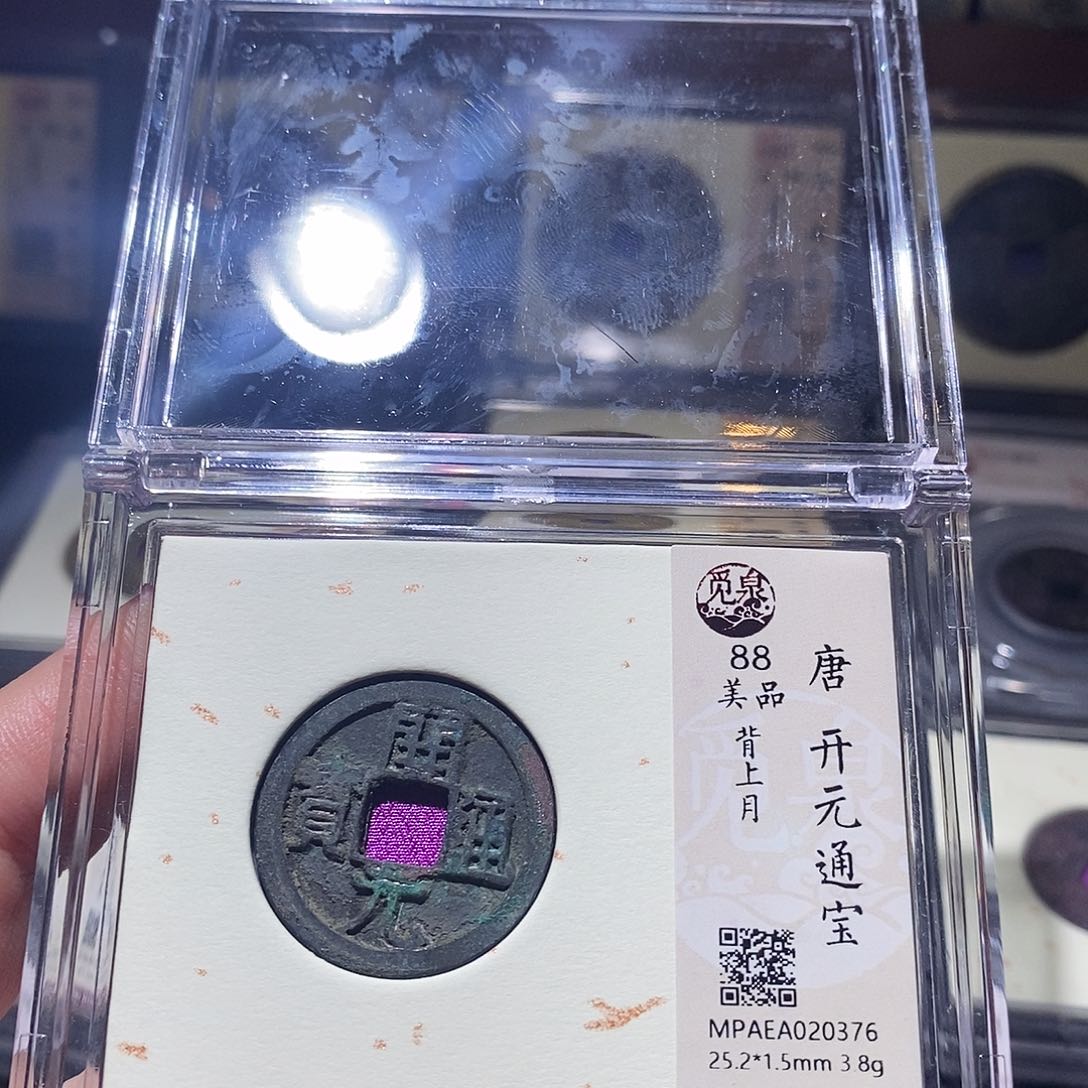 觅泉
88
美品
背上月
唐 开元通宝
MPAEA020376
25.2*1.5mm 3.8g
開元通寳